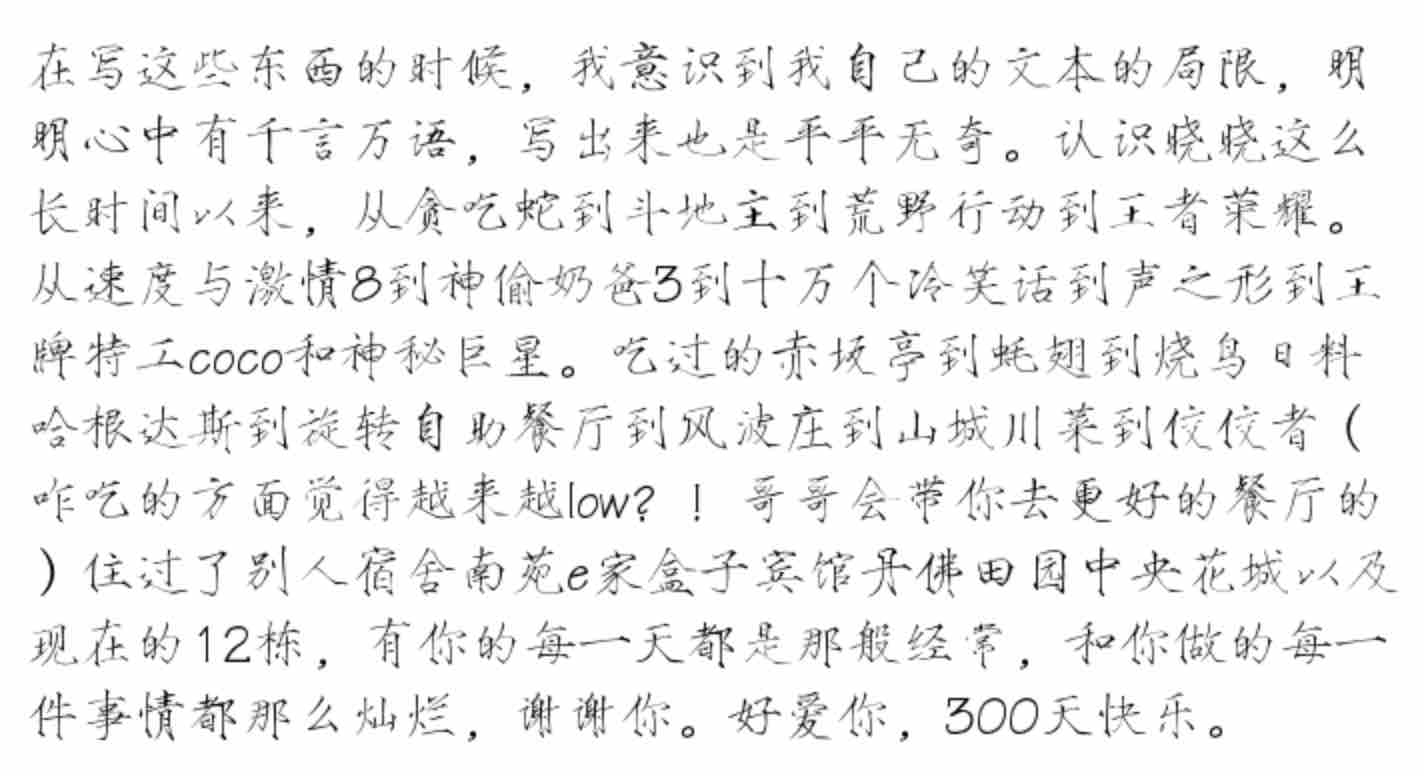 在写这些东西的时候，我意识到我自己的文本的局限，明
明心中有千言万语，写出来也是平平无奇。认识晓晓这么
长时间以来，从贪吃蛇到斗地主到荒野行动到王者荣耀。
从速度与激情8到神偷奶爸3到十万个冷笑话到声之形到王
牌特工coco和神秘巨星。吃过的赤坂亭到蚝翅到烧鸟日料
哈根达斯到旋转自助餐厅到风波庄到山城川菜到佼佼者（
咋吃的方面觉得越来越low？！哥哥会带你去更好的餐厅的
）住过了别人宿舍南苑e家盒子宾馆丹佛田园中央花城以及
现在的12栋，有你的每一天都是那般经常，和你做的每一
件事情都那么灿烂，谢谢你。好爱你，300天快乐。